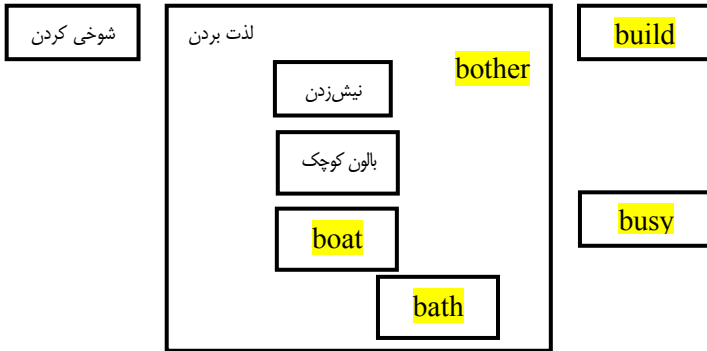 شوخی کردن
لذت بردن
bother
build
نیش‌زدن
بالون کوچک
boat
busy
bath